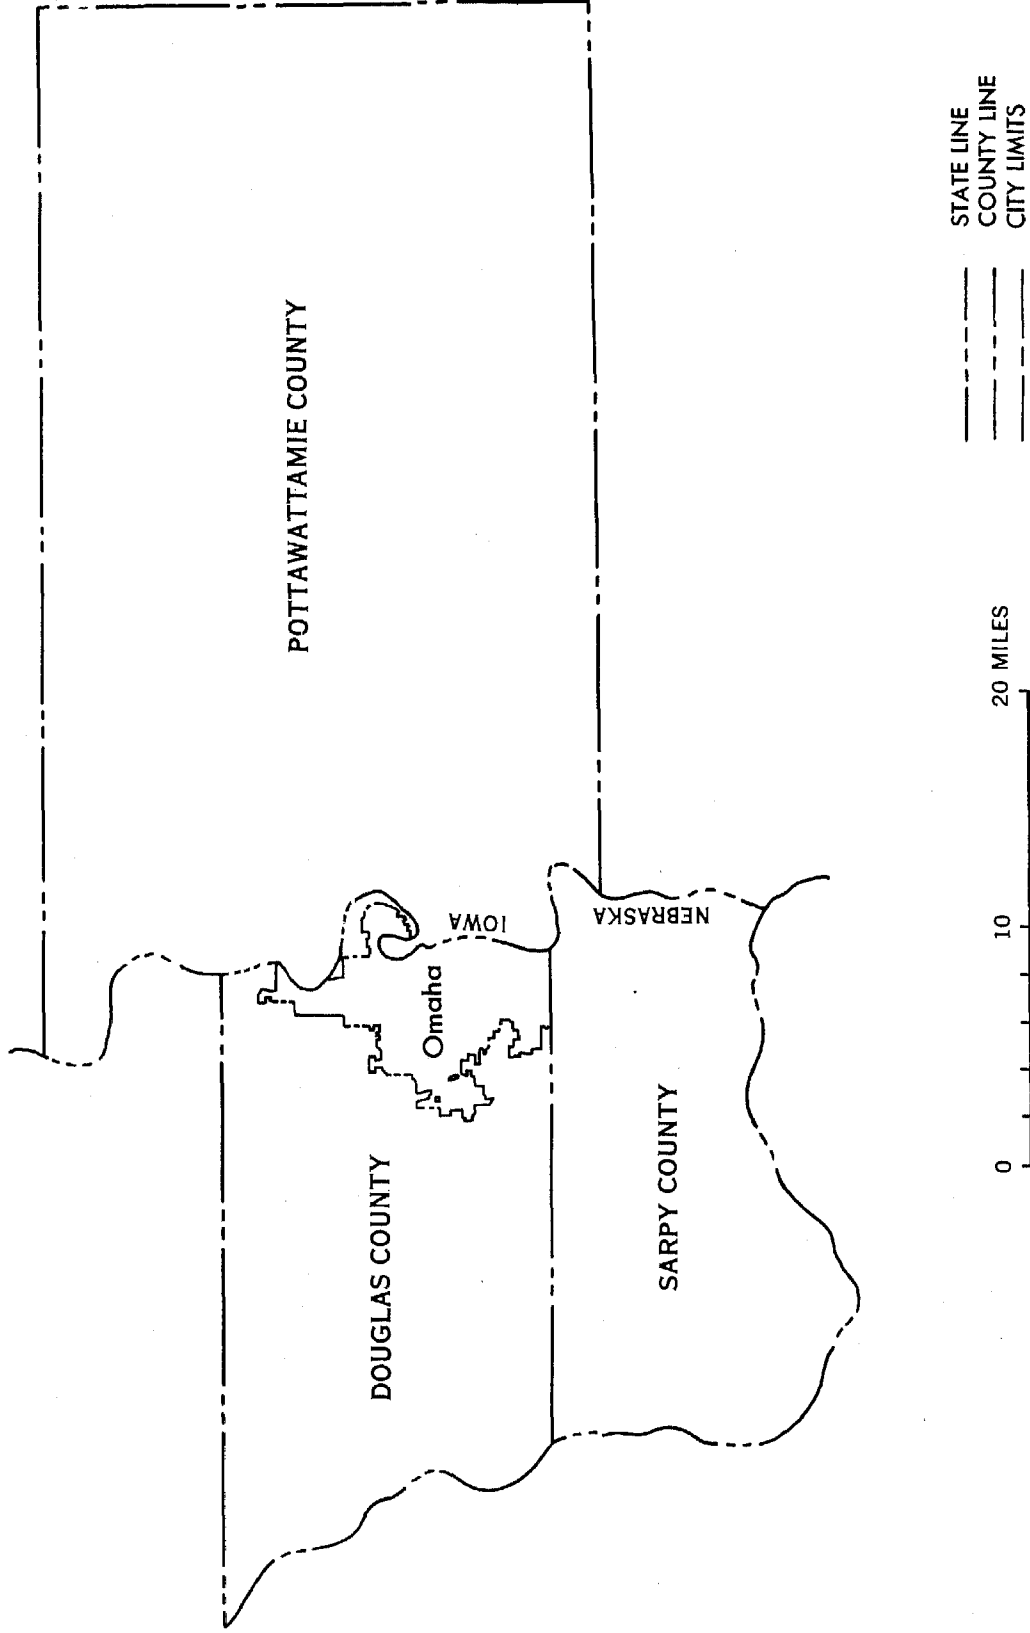 POTTAWATTAMIE COUNTY
IOWA
NEBRASKA
Omaha
DOUGLAS COUNTY
SARPY COUNTY
STATE LINE
COUNTY LINE
CITY LIMITS
0 10 20 MILES